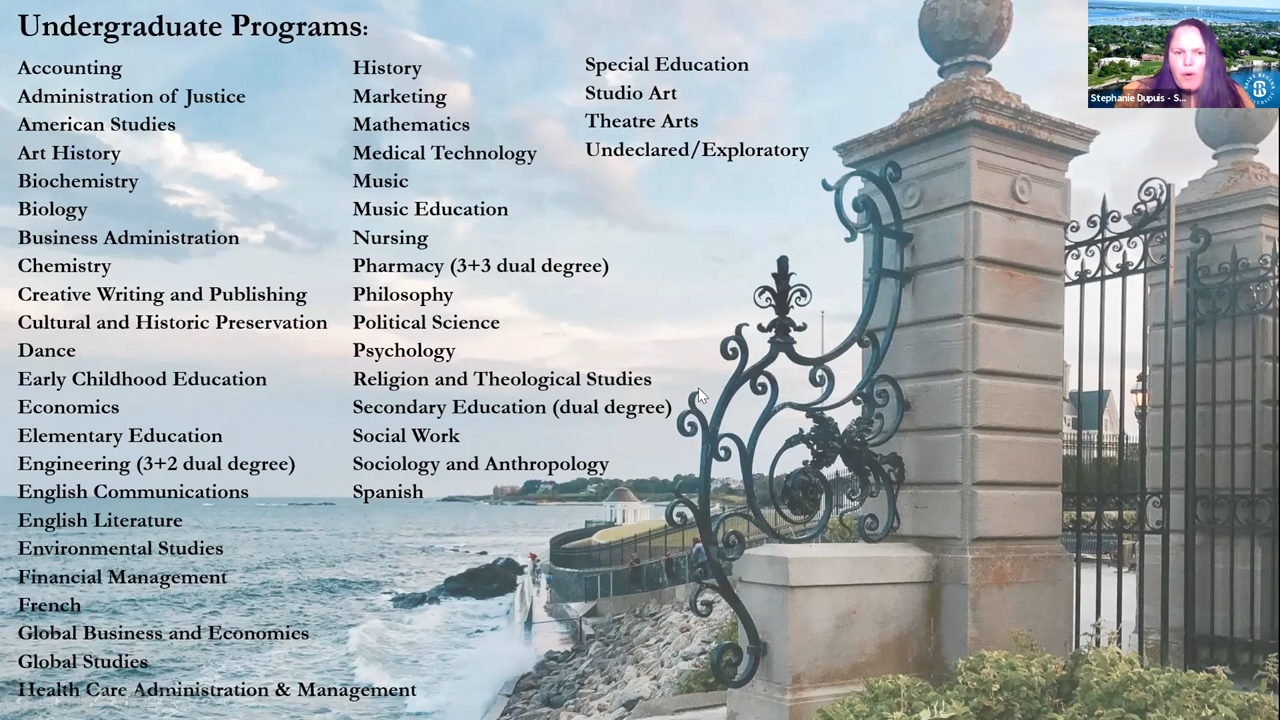 Undergraduate Programs:
Accounting
Administration of Justice
American Studies
Art History
Biochemistry
Biology
Business Administration
Chemistry
Creative Writing and Publishing
Cultural and Historic Preservation
Dance
Early Childhood Education
Economics
Elementary Education
Engineering (3+2 dual degree)
English Communications
English Literature
Environmental Studies
Financial Management
French
Global Business and Economics
Global Studies
Health Care Administration & Management
History
Marketing
Mathematics
Medical Technology
Music
Music Education
Nursing
Pharmacy (3+3 dual degree)
Philosophy
Political Science
Psychology
Religion and Theological Studies
Secondary Education (dual degree)
Social Work
Sociology and Anthropology
Spanish
Special Education
Studio Art
Theatre Arts
Undeclared/Exploratory
Stephanie Dupuis - S...